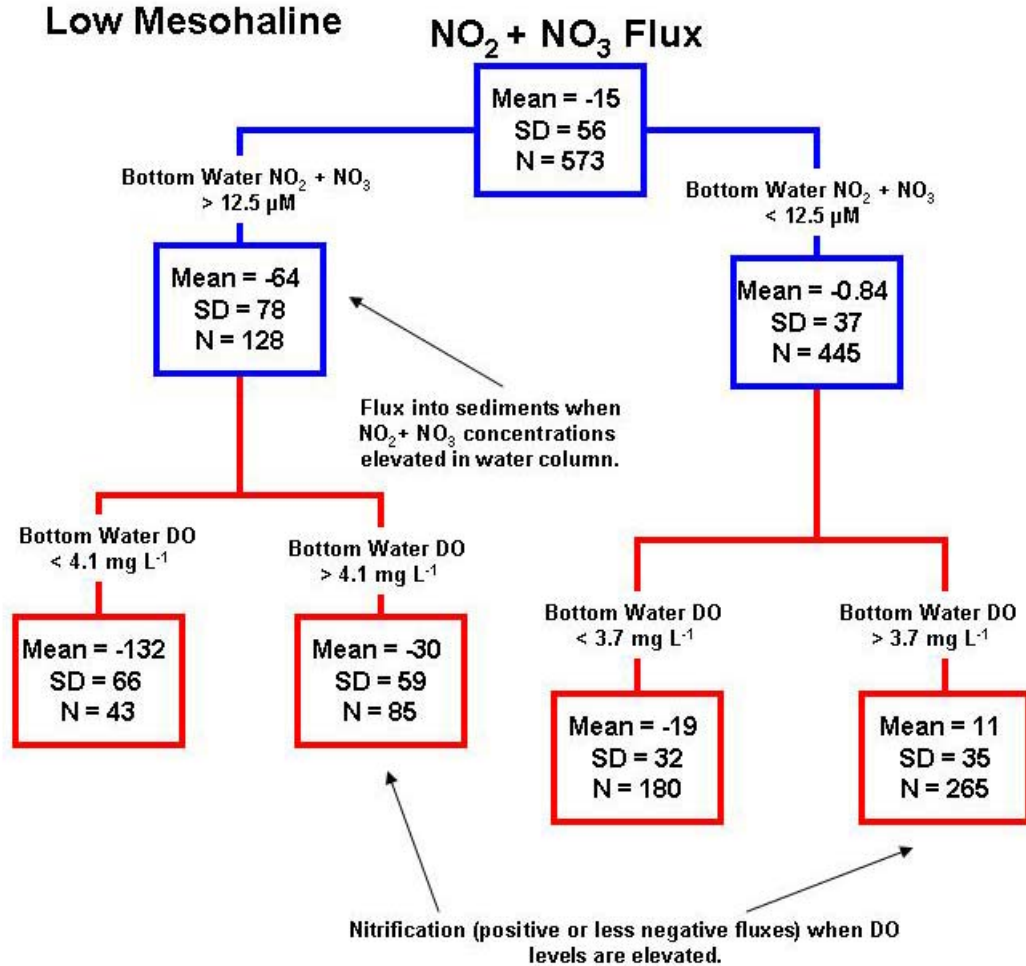 Low Mesohaline
NO₂ + NO₃ Flux
Mean = -15
SD = 56
N = 573
Bottom Water NO₂ + NO₃
> 12.5 µM
Bottom Water NO₂ + NO₃
< 12.5 µM
Mean = -64
SD = 78
N = 128
Mean = -0.84
SD = 37
N = 445
Flux into sediments when
NO₂+ NO₃ concentrations
elevated in water column.
Bottom Water DO
< 4.1 mg L⁻¹
Bottom Water DO
> 4.1 mg L⁻¹
Bottom Water DO
< 3.7 mg L⁻¹
Bottom Water DO
> 3.7 mg L⁻¹
Mean = -132
SD = 66
N = 43
Mean = -30
SD = 59
N = 85
Mean = -19
SD = 32
N = 180
Mean = 11
SD = 35
N = 265
Nitrification (positive or less negative fluxes) when DO
levels are elevated.